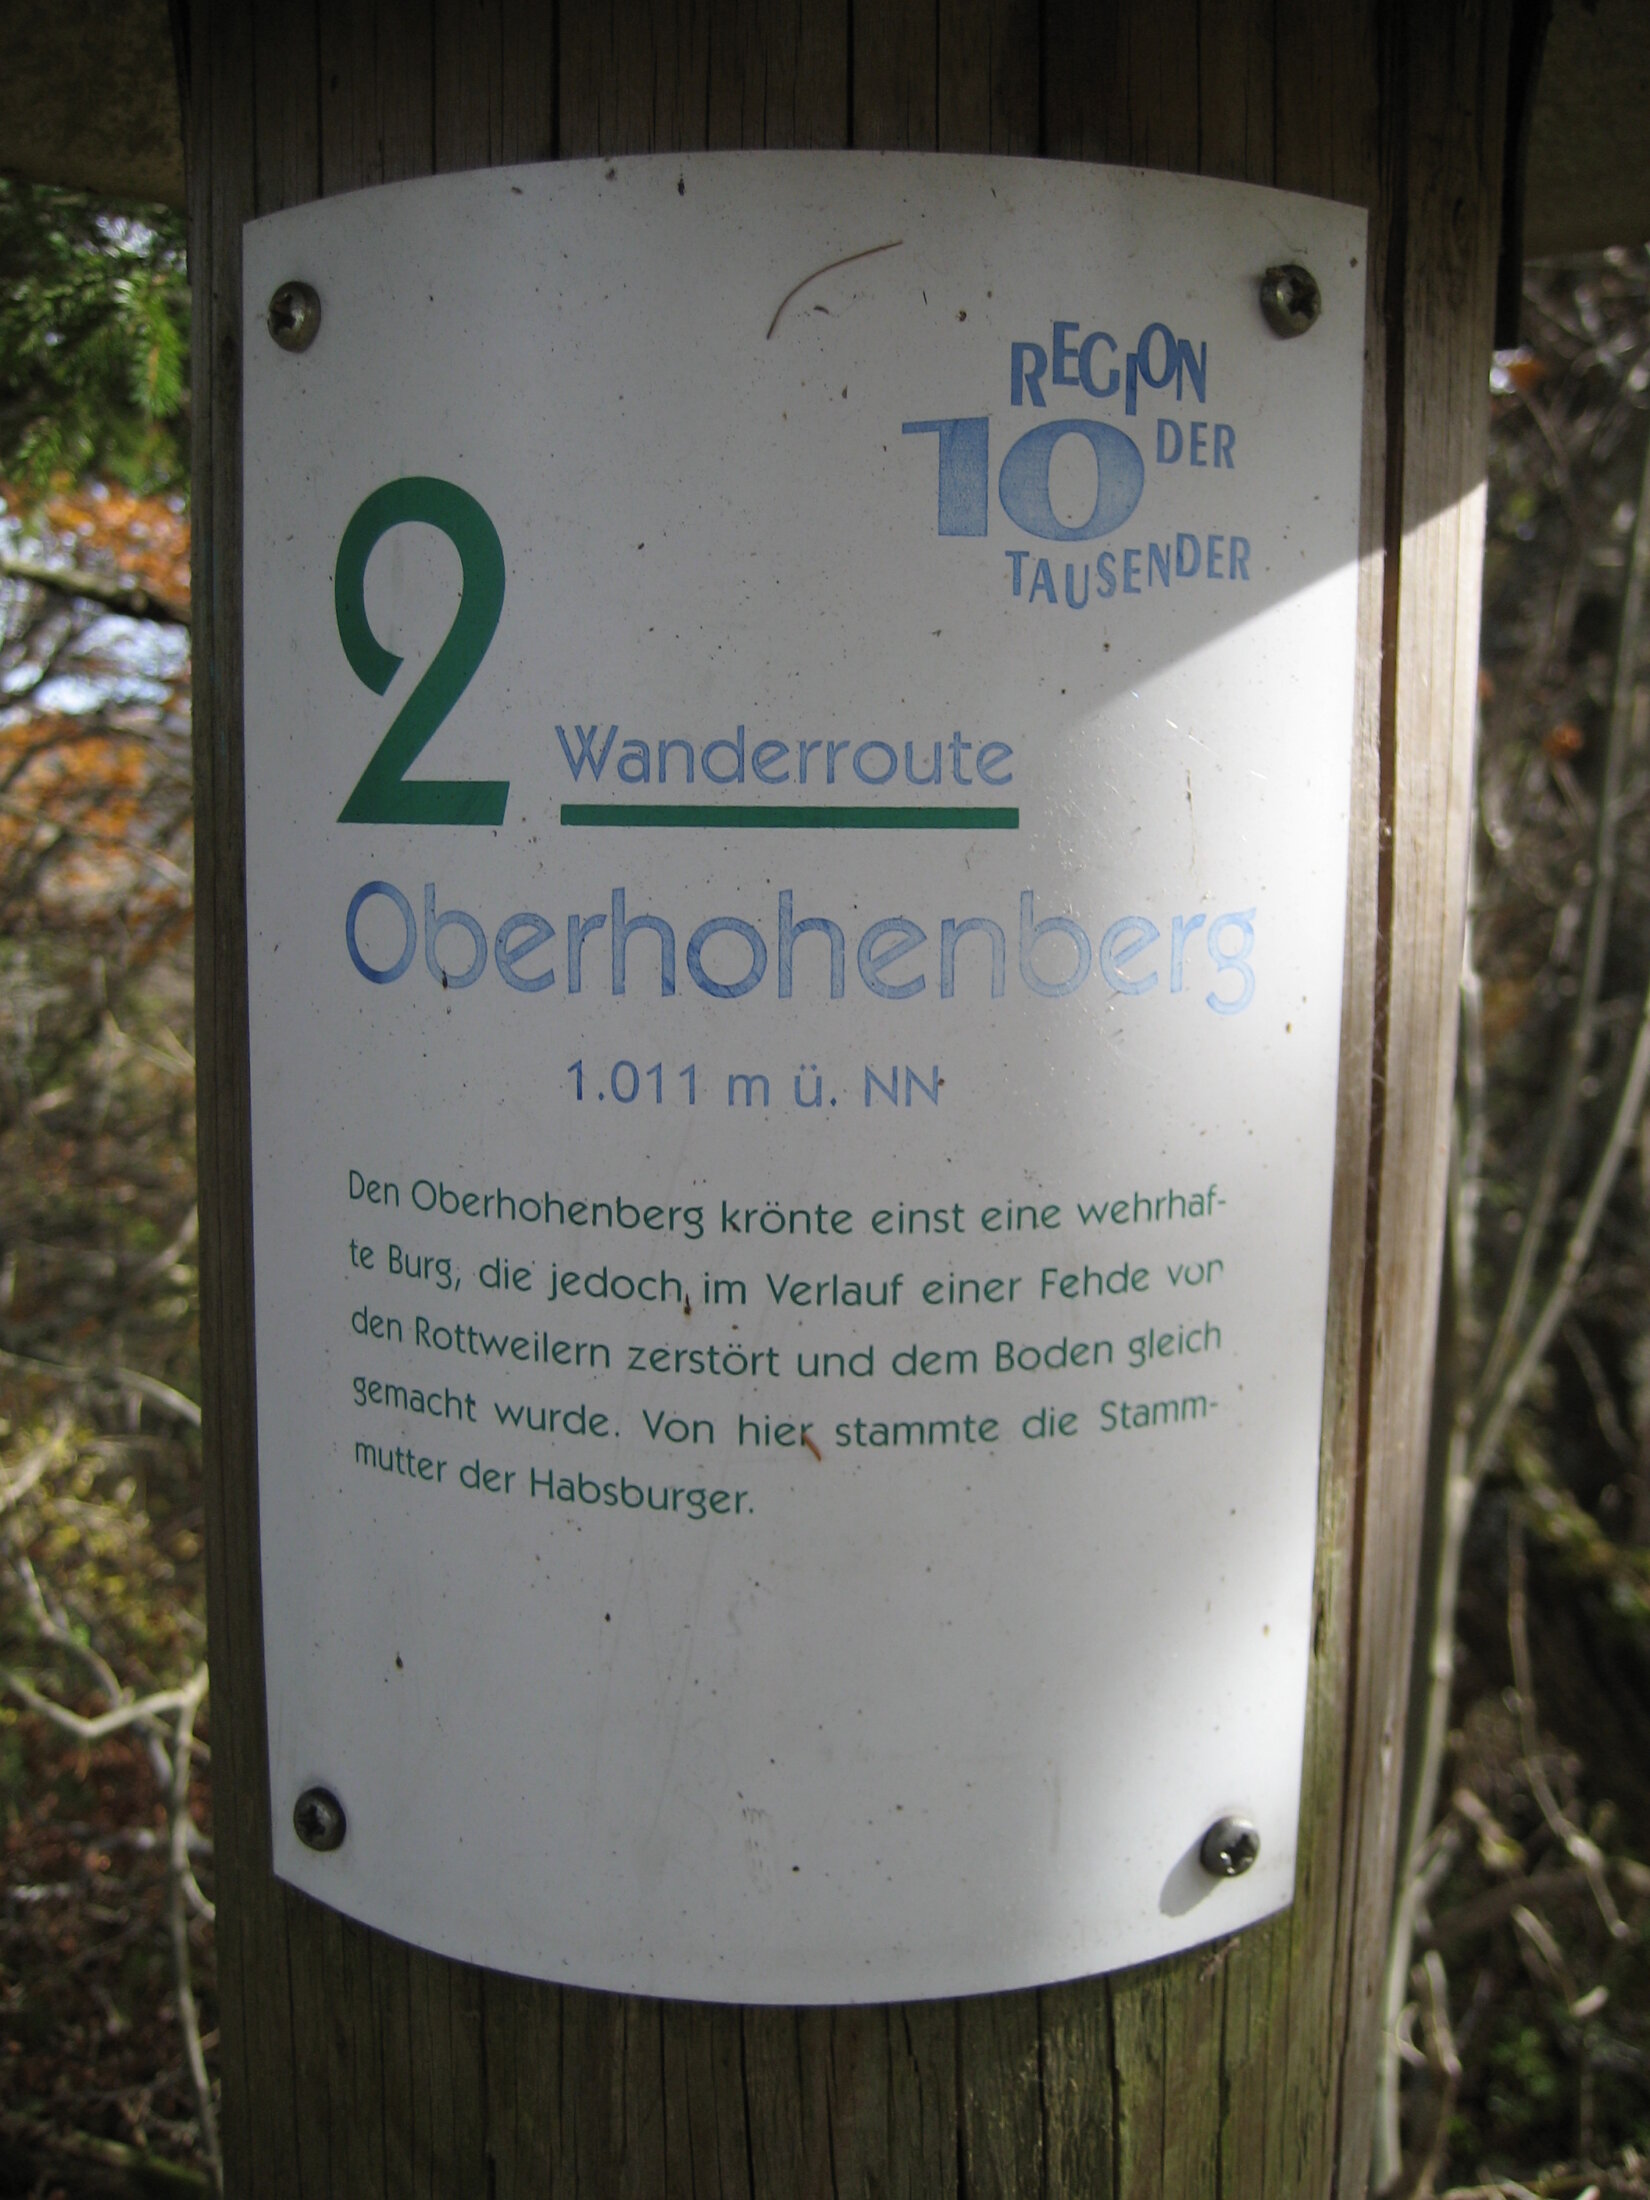 REGION
10 DER
TAUSENDER
2 Wanderroute
Oberhohenberg
1.011 m ü. NN
Den Oberhohenberg krönte einst eine wehrhaf-
te Burg, die jedoch im Verlauf einer Fehde von
den Rottweilern zerstört und dem Boden gleich
gemacht wurde. Von hier stammte die Stamm-
mutter der Habsburger.